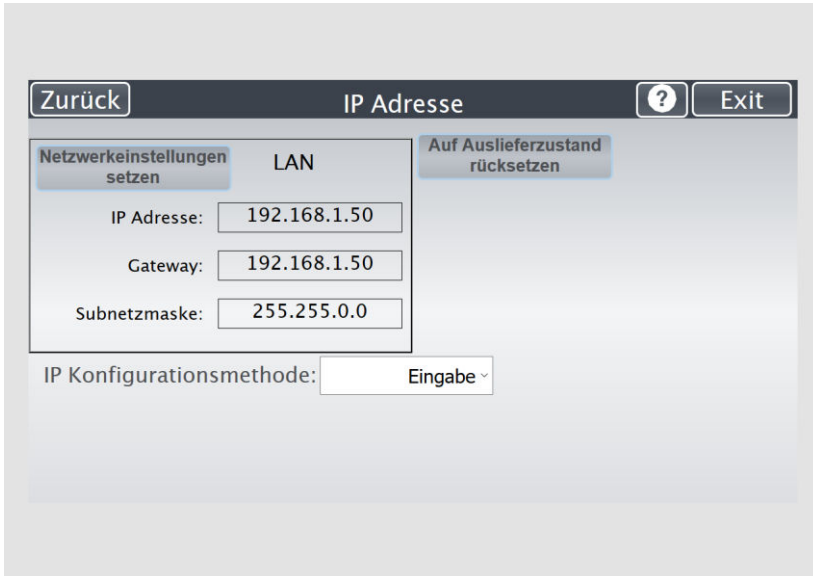 Zurück
IP Adresse
?
Exit
Netzwerkeinstellungen
setzen
LAN
Auf Auslieferzustand
rücksetzen
IP Adresse: 192.168.1.50
Gateway: 192.168.1.50
Subnetzmaske: 255.255.0.0
IP Konfigurationsmethode: Eingabe